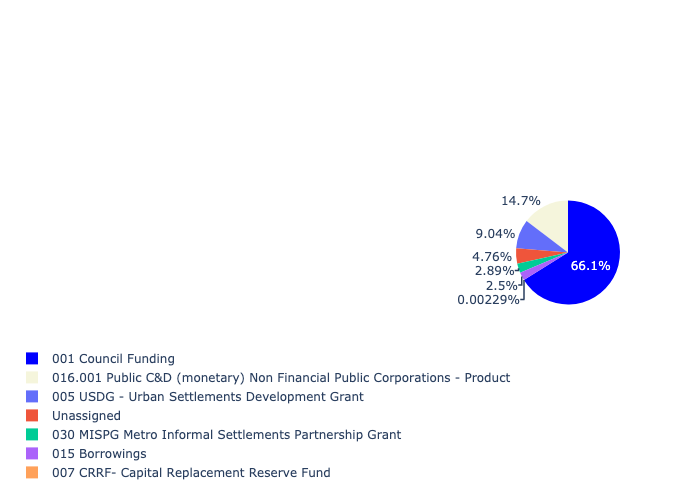 14.7%
9.04%
4.76%
66.1%
2.89%
2.5%
0.00229%
001 Council Funding
016.001 Public C&D (monetary) Non Financial Public Corporations - Product
005 USDG - Urban Settlements Development Grant
Unassigned
030 MISPG Metro Informal Settlements Partnership Grant
015 Borrowings
007 CRRF- Capital Replacement Reserve Fund